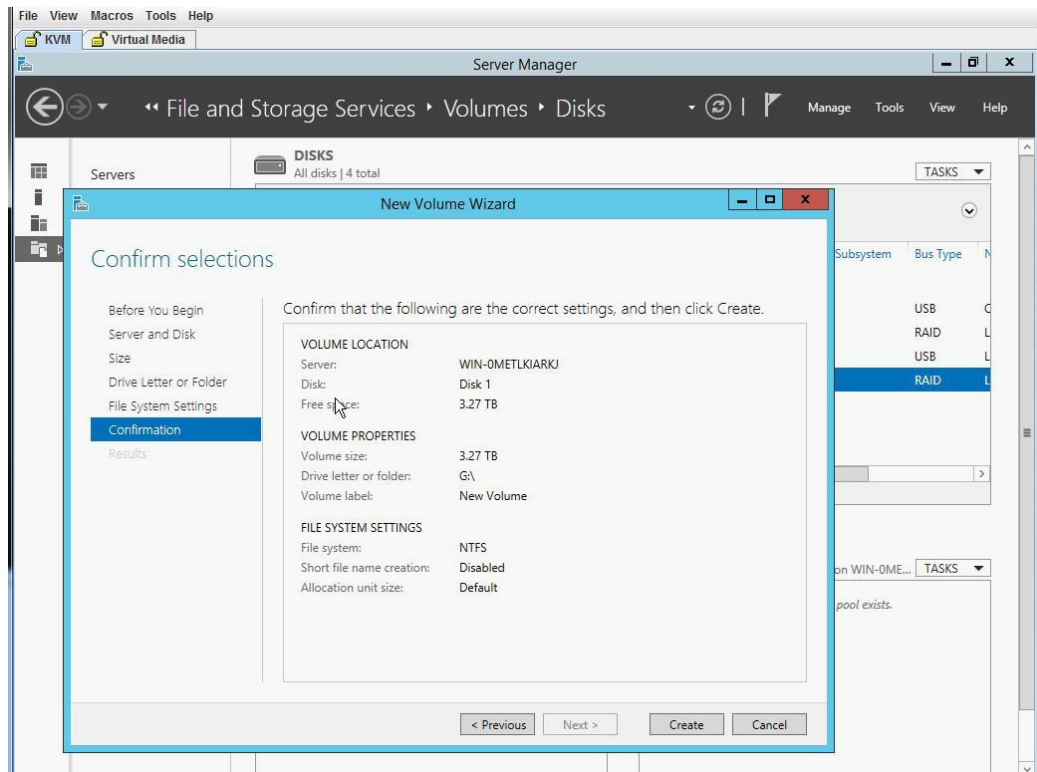 File View Macros Tools Help
KVM Virtual Media
Server Manager
File and Storage Services Volumes Disks Manage Tools View Help
DISKS
All disks | 4 total
TASKS
Servers
New Volume Wizard
Subsystem Bus Type
USB
RAID
USB
RAID
Confirm selections
Before You Begin
Server and Disk
Size
Drive Letter or Folder
File System Settings
Confirmation
Results
Confirm that the following are the correct settings, and then click Create.
VOLUME LOCATION
Server: WIN-0METLKIARKJ
Disk: Disk 1
Free space: 3.27 TB
VOLUME PROPERTIES
Volume size: 3.27 TB
Drive letter or folder: G:\
Volume label: New Volume
FILE SYSTEM SETTINGS
File system: NTFS
Short file name creation: Disabled
Allocation unit size: Default
on WIN-0ME... TASKS
pool exists.
< Previous Next > Create Cancel